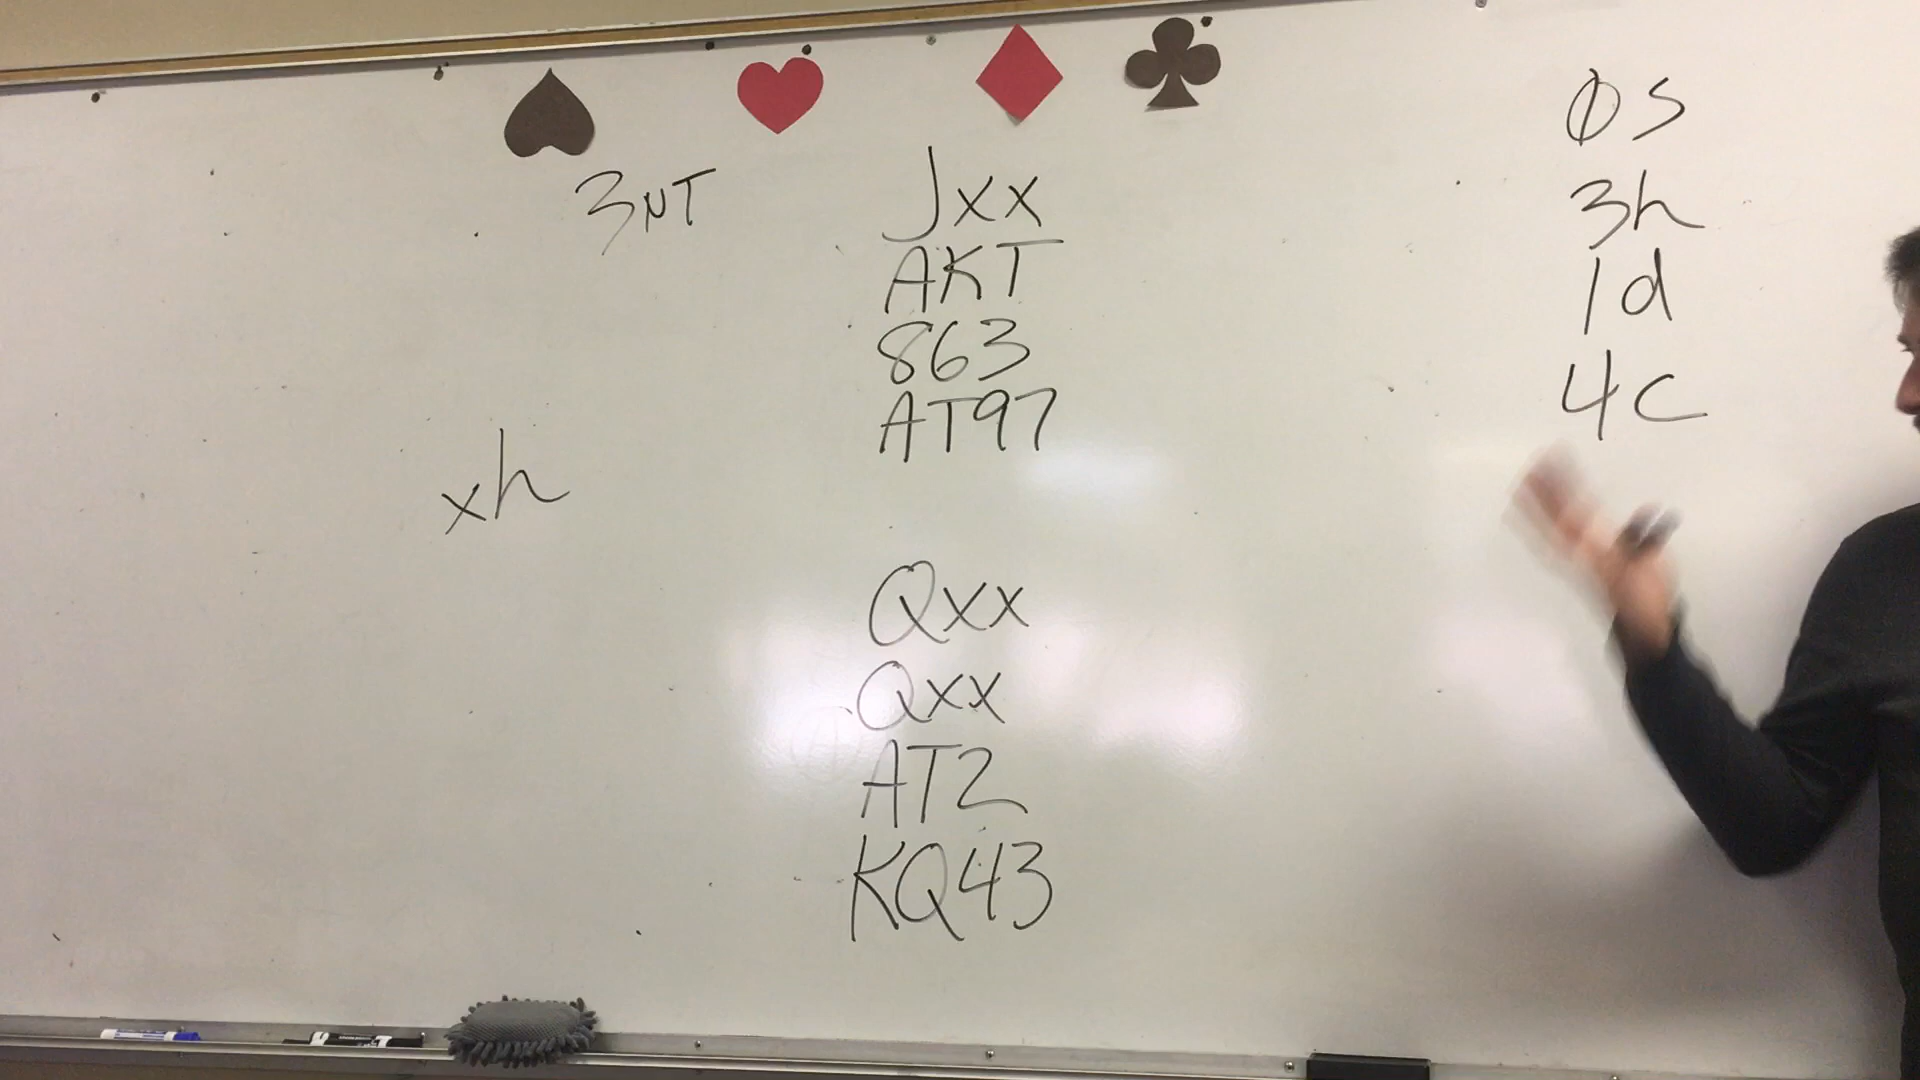 3NT
Jxx
AKT
863
AT97
xh
Qxx
Qxx
AT2
KQ43
0s
3h
1d
4c